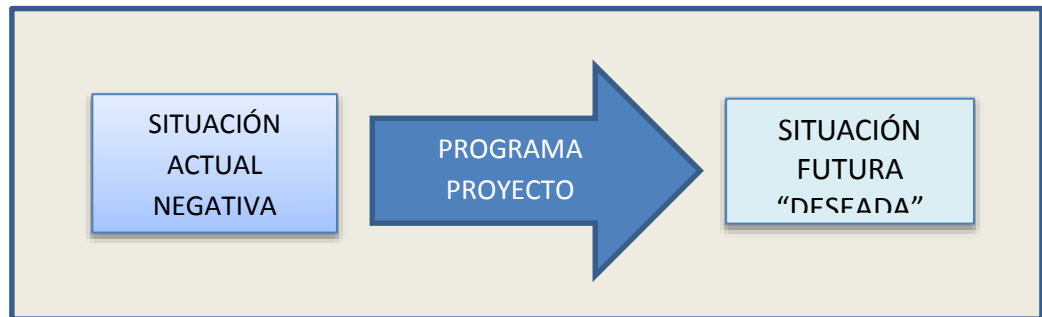 SITUACIÓN
ACTUAL
NEGATIVA
PROGRAMA
PROYECTO
SITUACIÓN
FUTURA
“DESEADA”